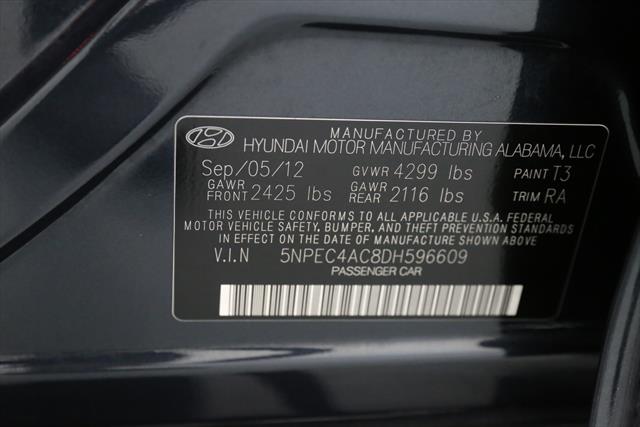 MANUFACTURED BY
HYUNDAI MOTOR MANUFACTURING ALABAMA, LLC
Sep/05/12 GVWR 4299 lbs PAINT T3
GAWR FRONT 2425 lbs GAWR REAR 2116 lbs TRIM RA
THIS VEHICLE CONFORMS TO ALL APPLICABLE U.S.A. FEDERAL
MOTOR VEHICLE SAFETY, BUMPER, AND THEFT PREVENTION STANDARDS
IN EFFECT ON THE DATE OF MANUFACTURE SHOWN ABOVE
V.I.N 5NPEC4AC8DH596609
PASSENGER CAR